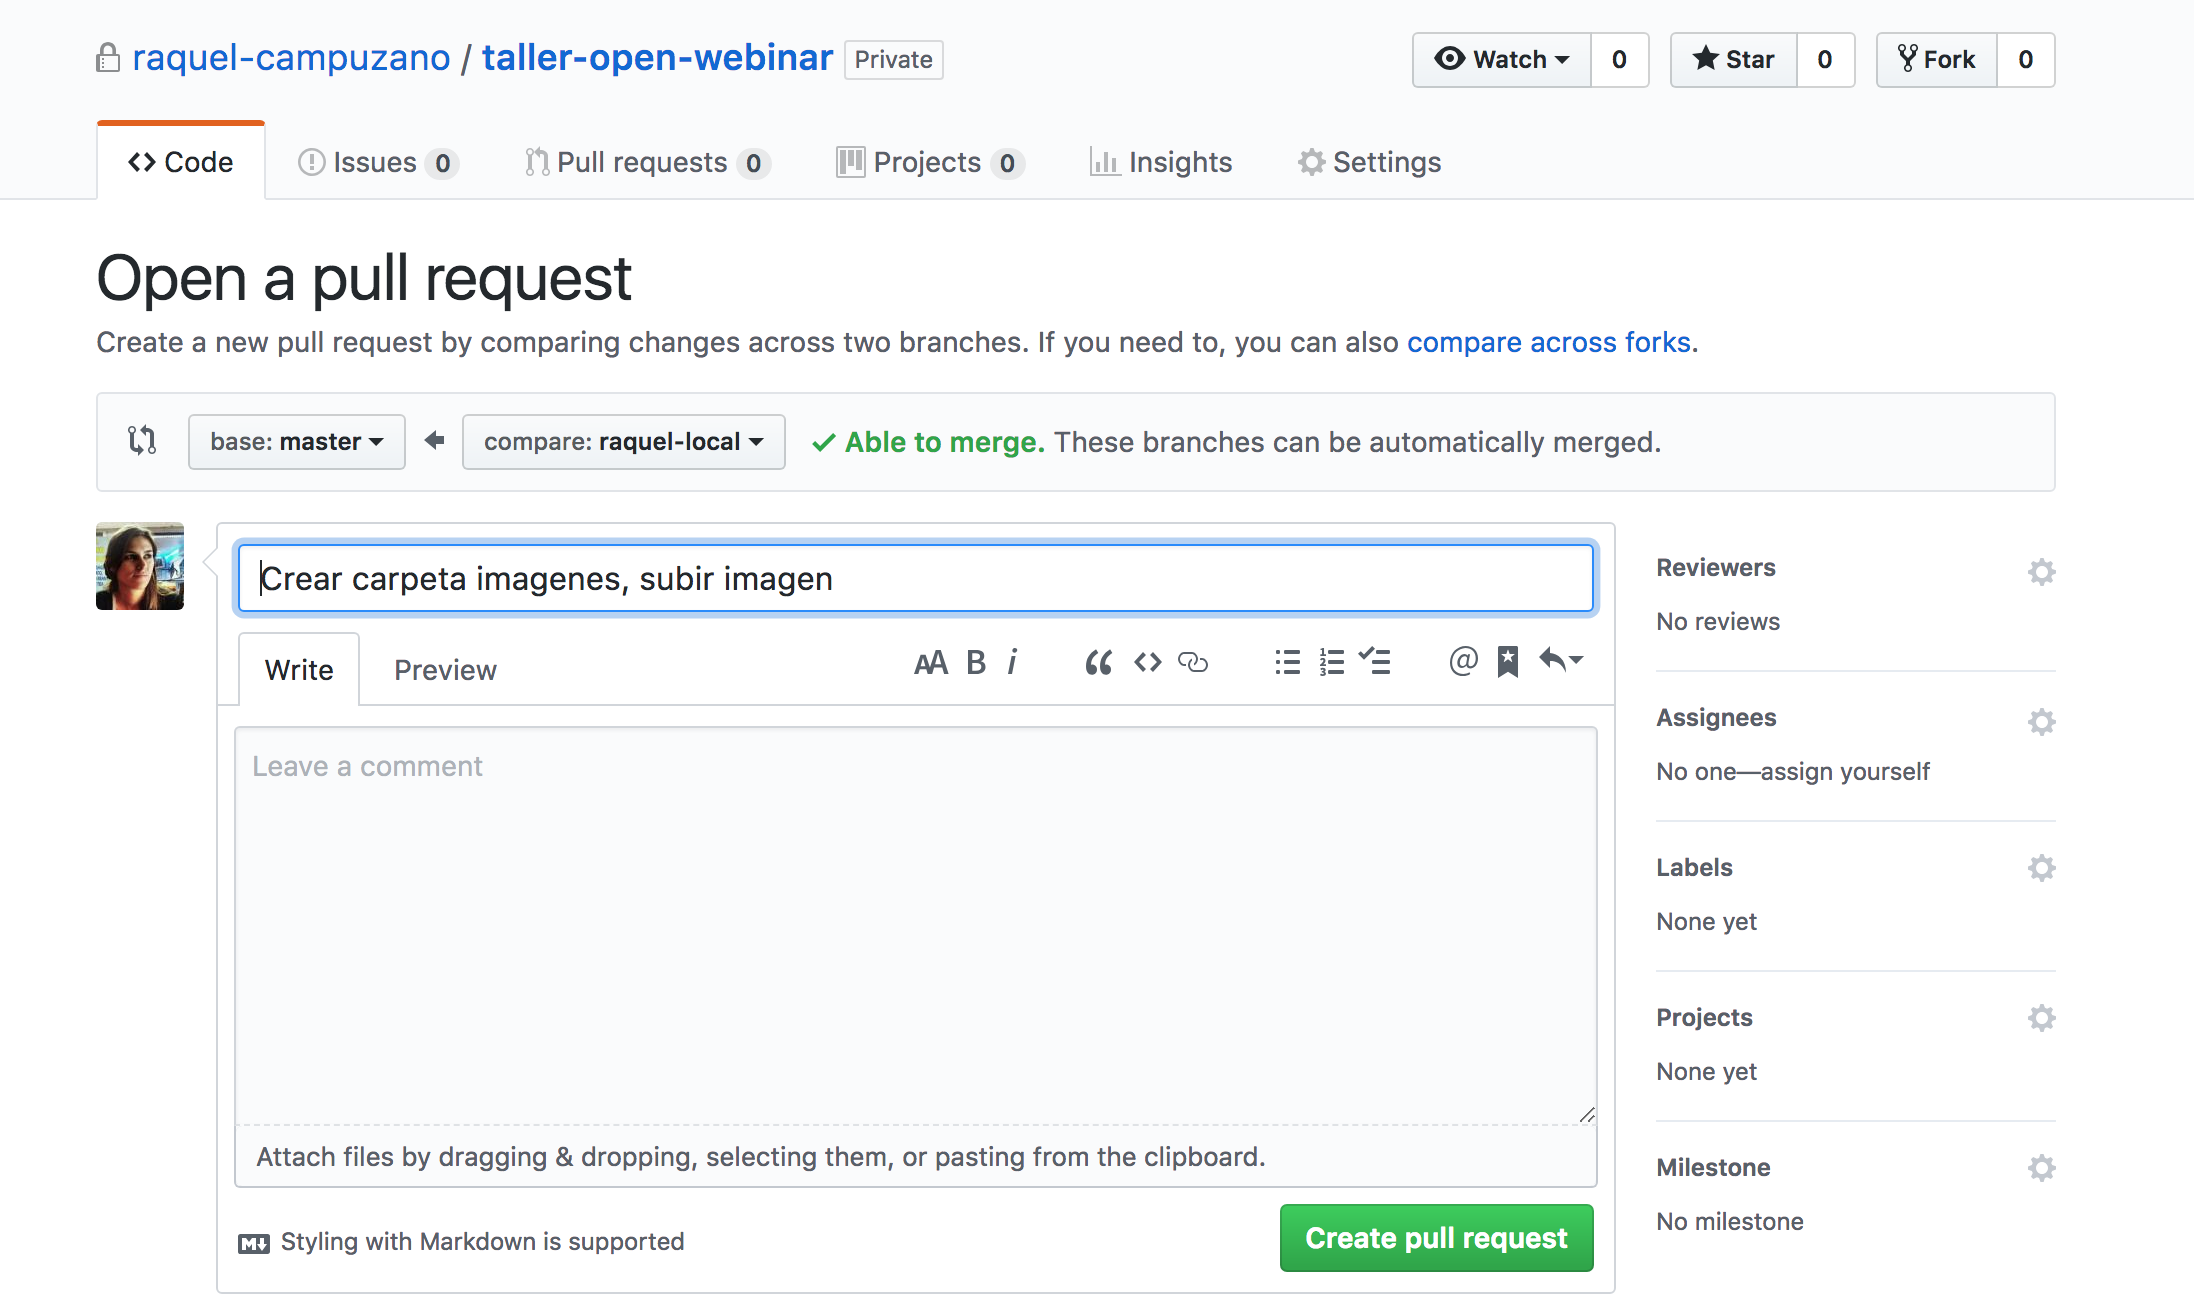 raquel-campuzano / taller-open-webinar Private Watch 0 Star 0 Fork 0
Code Issues 0 Pull requests 0 Projects 0 Insights Settings
Open a pull request
Create a new pull request by comparing changes across two branches. If you need to, you can also compare across forks.
base: master compare: raquel-local Able to merge. These branches can be automatically merged.
Crear carpeta imagenes, subir imagen
Write Preview
Leave a comment
Attach files by dragging & dropping, selecting them, or pasting from the clipboard.
Styling with Markdown is supported
Create pull request
Reviewers
No reviews
Assignees
No one—assign yourself
Labels
None yet
Projects
None yet
Milestone
No milestone